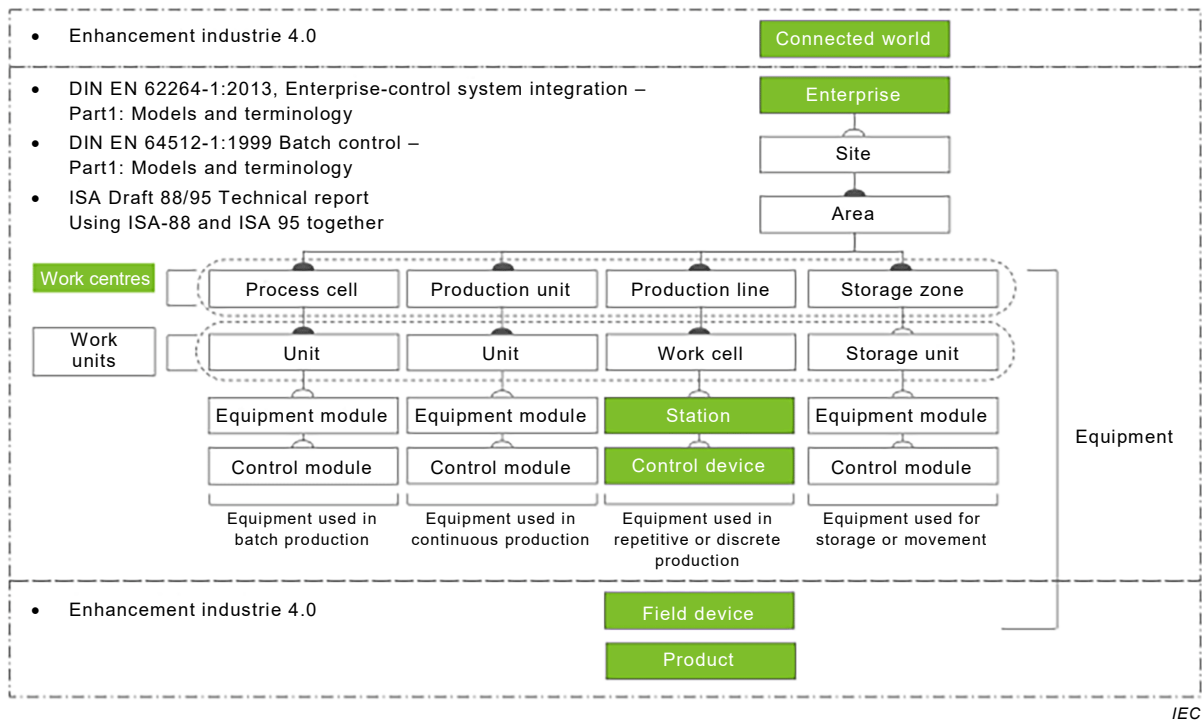 • Enhancement industrie 4.0
Connected world
• DIN EN 62264-1:2013, Enterprise-control system integration –
Part1: Models and terminology
• DIN EN 64512-1:1999 Batch control –
Part1: Models and terminology
• ISA Draft 88/95 Technical report
Using ISA-88 and ISA 95 together
Enterprise
Site
Area
Work centres
Process cell
Production unit
Production line
Storage zone
Work
units
Unit
Unit
Work cell
Storage unit
Equipment module
Equipment module
Station
Equipment module
Control module
Control module
Control device
Control module
Equipment used in
batch production
Equipment used in
continuous production
Equipment used in
repetitive or discrete
production
Equipment used for
storage or movement
Equipment
• Enhancement industrie 4.0
Field device
Product
IEC